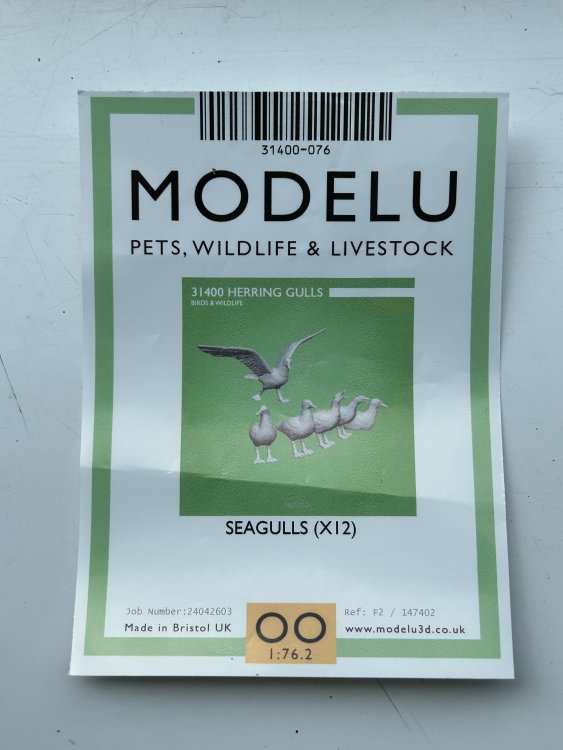 31400-076
MODELU
PETS, WILDLIFE & LIVESTOCK
31400 HERRING GULLS
BIRDS & WILDLIFE
SEAGULLS (X12)
Job Number:24042603
Ref: F2 / 147402
Made in Bristol UK
OO
www.modelu3d.co.uk
1:76.2